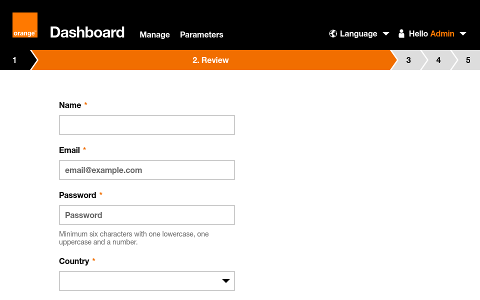 orange
Dashboard
Manage
Parameters
Language
Hello Admin
1
2. Review
3
4
5
Name *
Email *
email@example.com
Password *
Password
Minimum six characters with one lowercase, one
uppercase and a number.
Country *